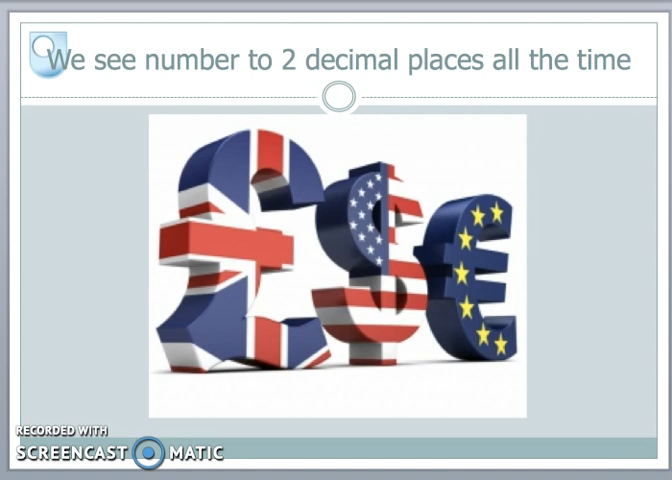 We see number to 2 decimal places all the time
£$€
RECORDED WITH
SCREENCAST MATIC